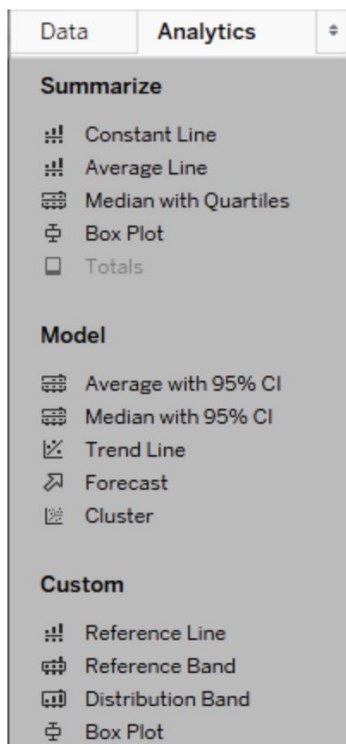 Data Analytics
Summarize
Constant Line
Average Line
Median with Quartiles
Box Plot
Totals
Model
Average with 95% CI
Median with 95% CI
Trend Line
Forecast
Cluster
Custom
Reference Line
Reference Band
Distribution Band
Box Plot